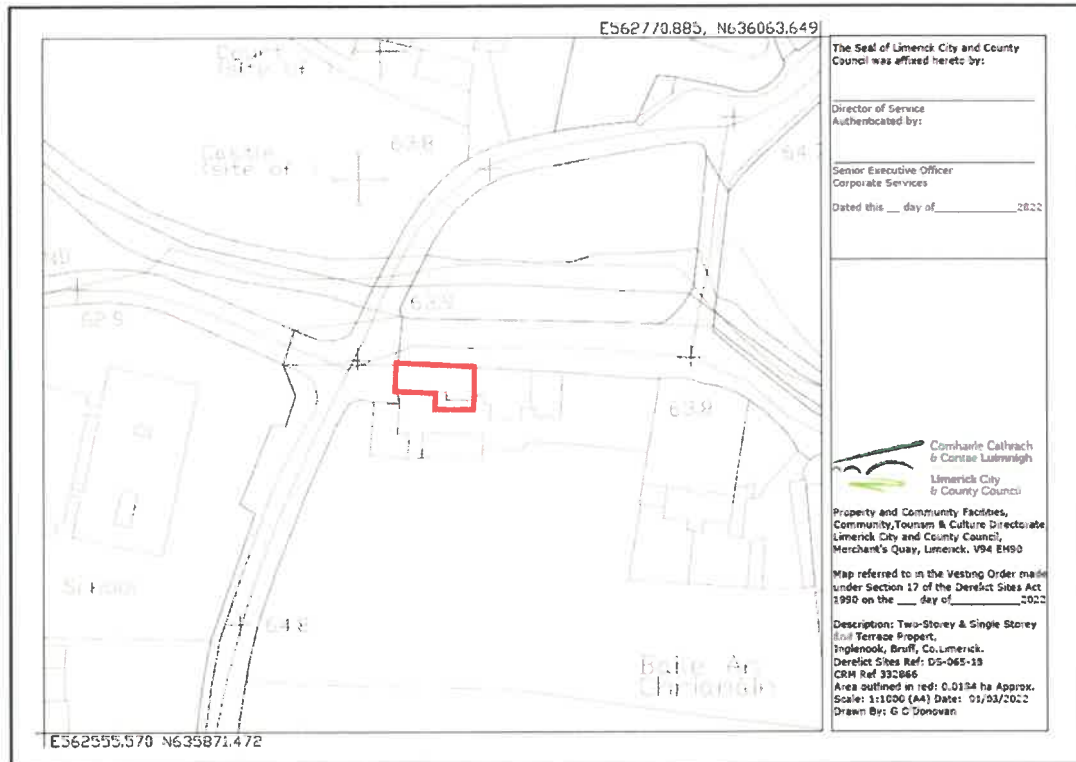 E562770.885, N636063.649
Castle
(site of
63.8
63.9
62.9
63.9
64.8
E562555.570 N635871.472
The Seal of Limerick City and County
Council was affixed hereto by:
Director of Service
Authenticated by:
Senior Executive Officer
Corporate Services
Dated this __ day of____________2022
Comhairle Cathrach
& Contae Luimnigh
Limerick City
& County Council
Property and Community Facilities,
Community,Tourism & Culture Directorate
Limerick City and County Council,
Merchant's Quay, Limerick. V94 EH90
Map referred to in the Vesting Order made
under Section 17 of the Derelict Sites Act
1990 on the ___ day of__________2022
Description: Two-Storey & Single Storey
End Terrace Propert,
Inglenook, Bruff, Co.Limerick.
Derelict Sites Ref: DS-065-18
CRM Ref 332866
Area outlined in red: 0.0184 ha Approx.
Scale: 1:1000 (A4) Date: 01/03/2022
Drawn By: G O'Donovan